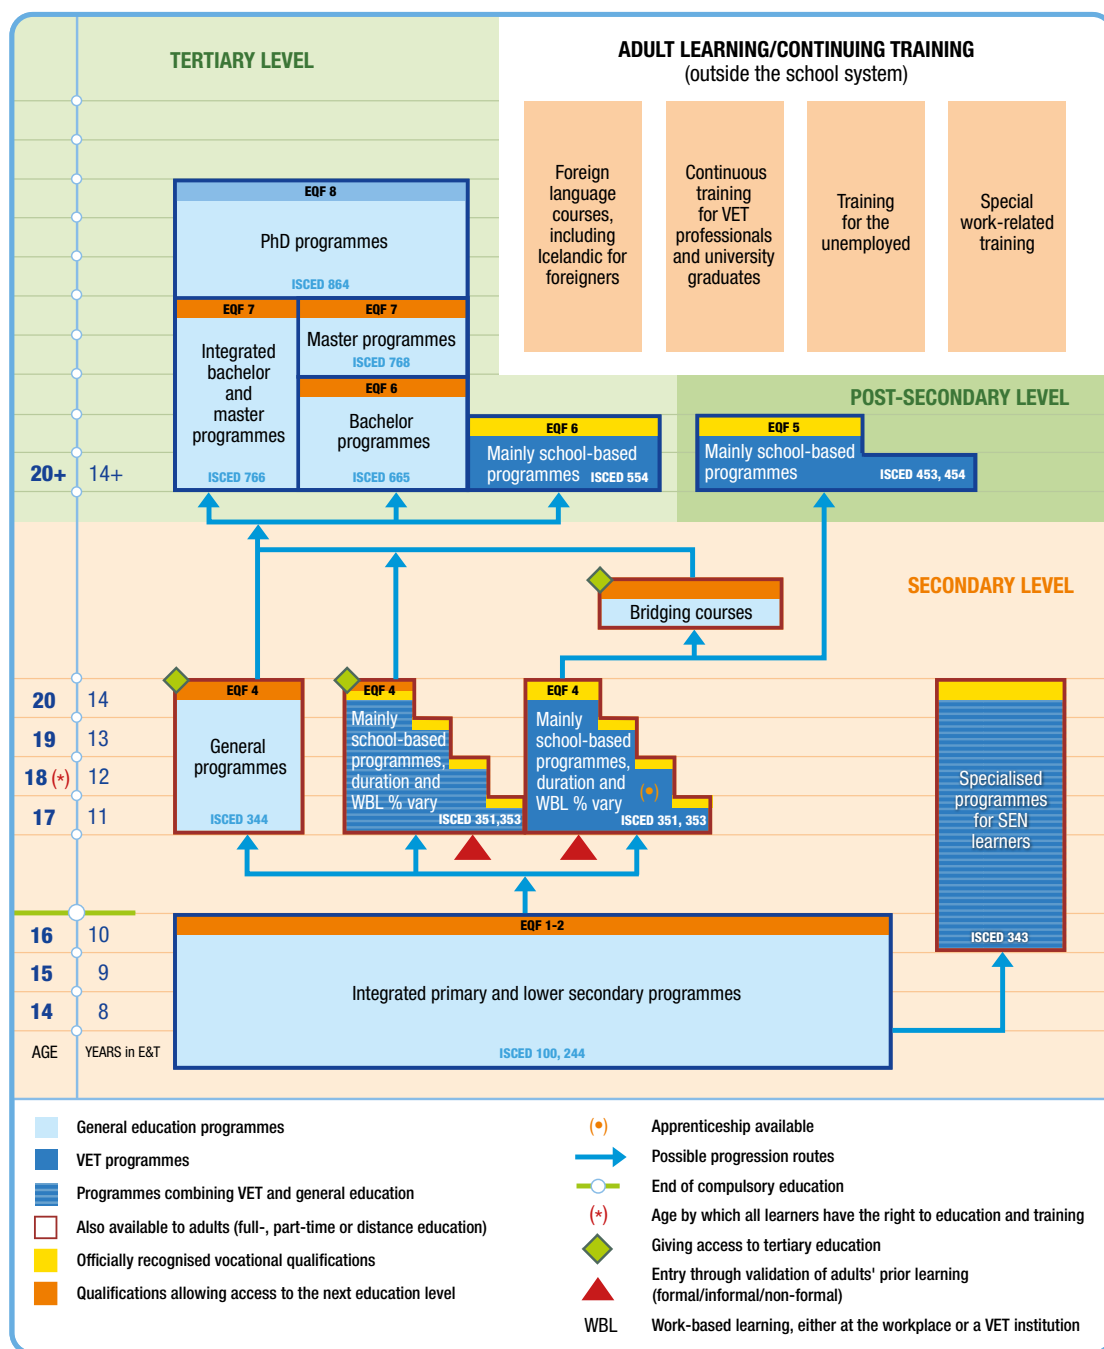 TERTIARY LEVEL
ADULT LEARNING/CONTINUING TRAINING
(outside the school system)
Foreign
language
courses,
including
Icelandic for
foreigners
Continuous
training
for VET
professionals
and university
graduates
Training
for the
unemployed
Special
work-related
training
EQF 8
PhD programmes
ISCED 864
EQF 7
Integrated
bachelor
and
master
programmes
ISCED 766
EQF 7
Master programmes
ISCED 768
EQF 6
Bachelor
programmes
ISCED 665
EQF 6
Mainly school-based
programmes ISCED 554
POST-SECONDARY LEVEL
EQF 5
Mainly school-based
programmes
ISCED 453, 454
20+ 14+
SECONDARY LEVEL
Bridging courses
20 14
19 13
18 (*) 12
17 11
EQF 4
General
programmes
ISCED 344
EQF 4
Mainly
school-based
programmes,
duration and
WBL % vary
ISCED 351,353
EQF 4
Mainly
school-based
programmes,
duration and
WBL % vary
(•)
ISCED 351, 353
Specialised
programmes
for SEN
learners
ISCED 343
16 10
15 9
14 8
AGE YEARS in E&T
EQF 1-2
Integrated primary and lower secondary programmes
ISCED 100, 244
General education programmes
VET programmes
Programmes combining VET and general education
Also available to adults (full-, part-time or distance education)
Officially recognised vocational qualifications
Qualifications allowing access to the next education level
(•) Apprenticeship available
Possible progression routes
End of compulsory education
(*) Age by which all learners have the right to education and training
Giving access to tertiary education
Entry through validation of adults' prior learning
(formal/informal/non-formal)
WBL Work-based learning, either at the workplace or a VET institution